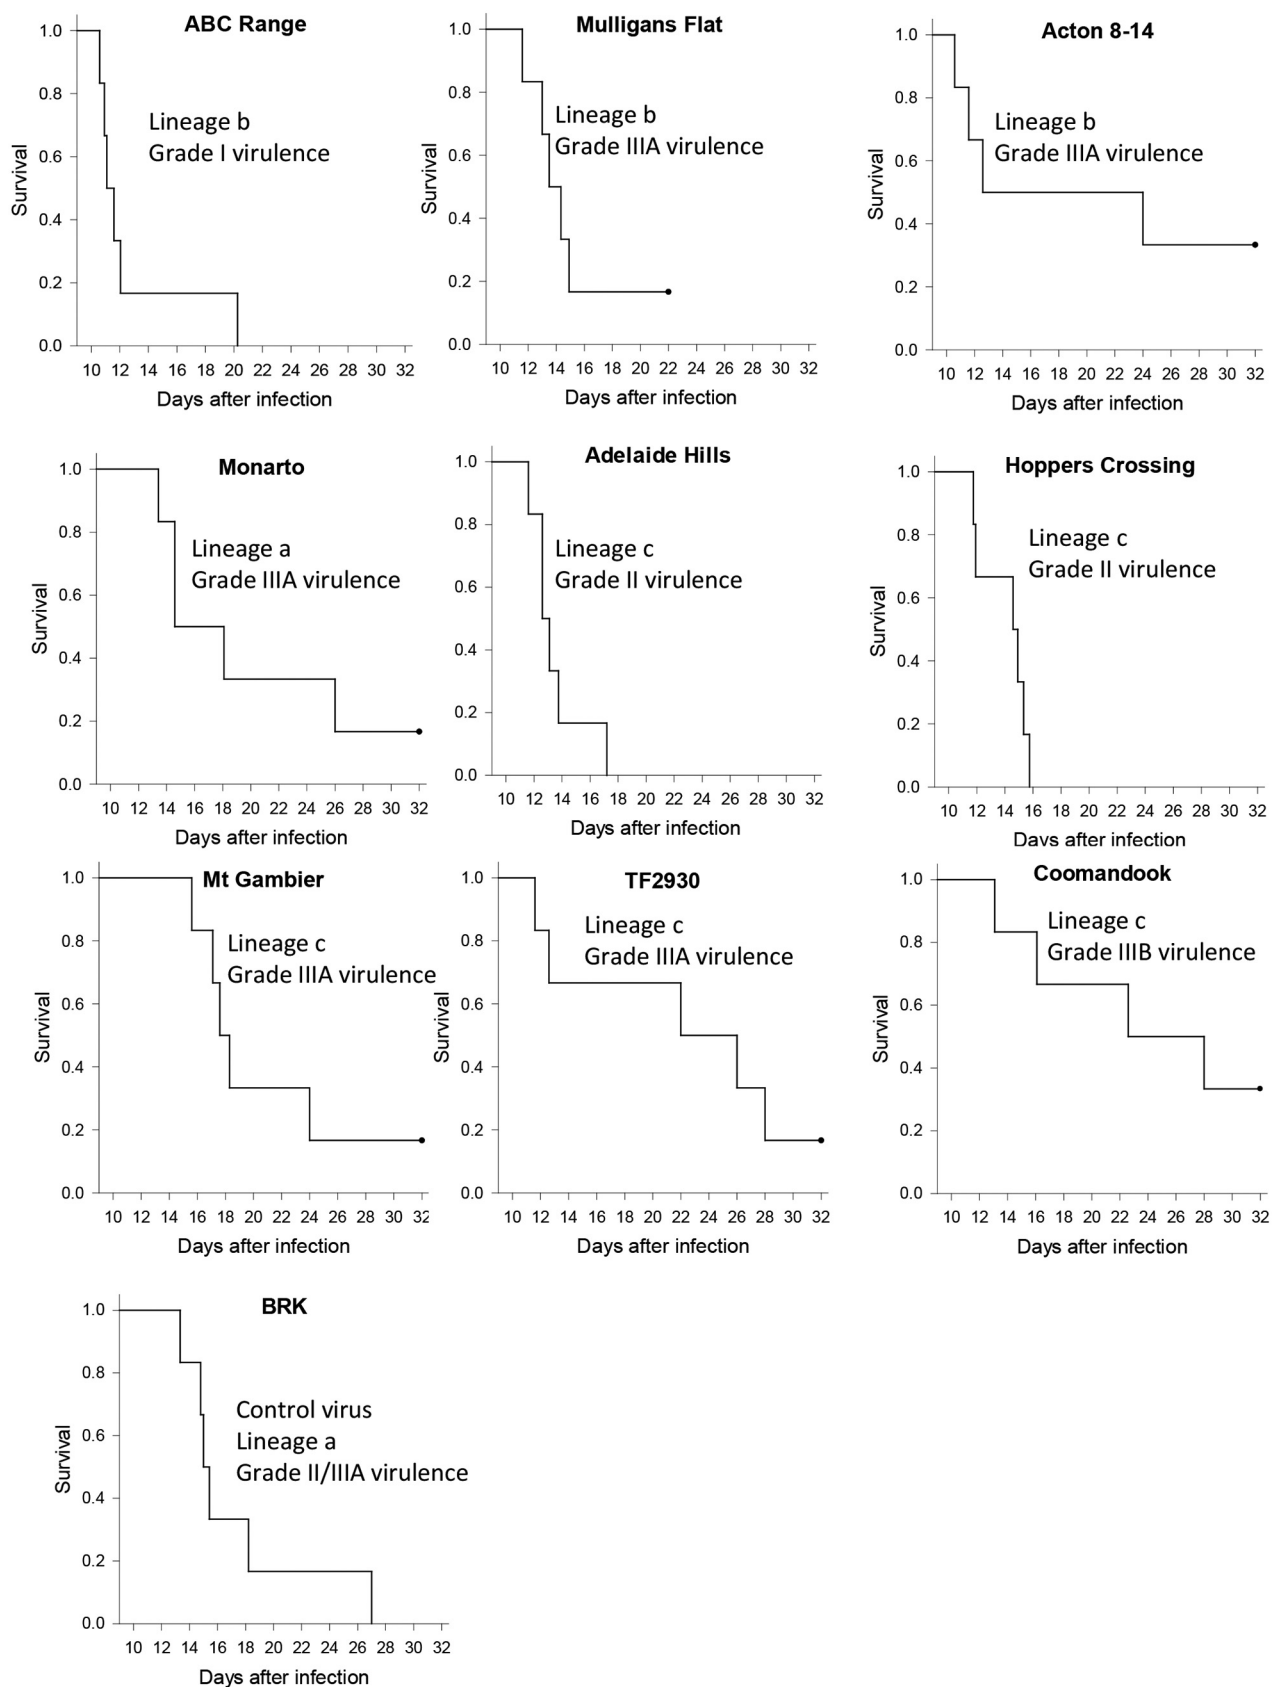 ABC Range
Lineage b
Grade I virulence
Survival
1.0
0.8
0.6
0.4
0.2
0.0
10 12 14 16 18 20 22 24 26 28 30 32
Days after infection
Mulligans Flat
Lineage b
Grade IIIA virulence
Survival
1.0
0.8
0.6
0.4
0.2
0.0
10 12 14 16 18 20 22 24 26 28 30 32
Days after infection
Acton 8-14
Lineage b
Grade IIIA virulence
Survival
1.0
0.8
0.6
0.4
0.2
0.0
10 12 14 16 18 20 22 24 26 28 30 32
Days after infection
Monarto
Lineage a
Grade IIIA virulence
Survival
1.0
0.8
0.6
0.4
0.2
0.0
10 12 14 16 18 20 22 24 26 28 30 32
Days after infection
Adelaide Hills
Lineage c
Grade II virulence
1.0
0.8
0.6
0.4
0.2
0.0
10 12 14 16 18 20 22 24 26 28 30 32
Days after infection
Hoppers Crossing
Lineage c
Grade II virulence
Survival
1.0
0.8
0.6
0.4
0.2
0.0
10 12 14 16 18 20 22 24 26 28 30 32
Days after infection
Mt Gambier
Lineage c
Grade IIIA virulence
Survival
1.0
0.8
0.6
0.4
0.2
0.0
10 12 14 16 18 20 22 24 26 28 30 32
Days after infection
TF2930
Lineage c
Grade IIIA virulence
Survival
1.0
0.8
0.6
0.4
0.2
0.0
10 12 14 16 18 20 22 24 26 28 30 32
Days after infection
Coomandook
Lineage c
Grade IIIB virulence
Survival
1.0
0.8
0.6
0.4
0.2
0.0
10 12 14 16 18 20 22 24 26 28 30 32
Days after infection
BRK
Control virus
Lineage a
Grade II/IIIA virulence
Survival
1.0
0.8
0.6
0.4
0.2
0.0
10 12 14 16 18 20 22 24 26 28 30 32
Days after infection